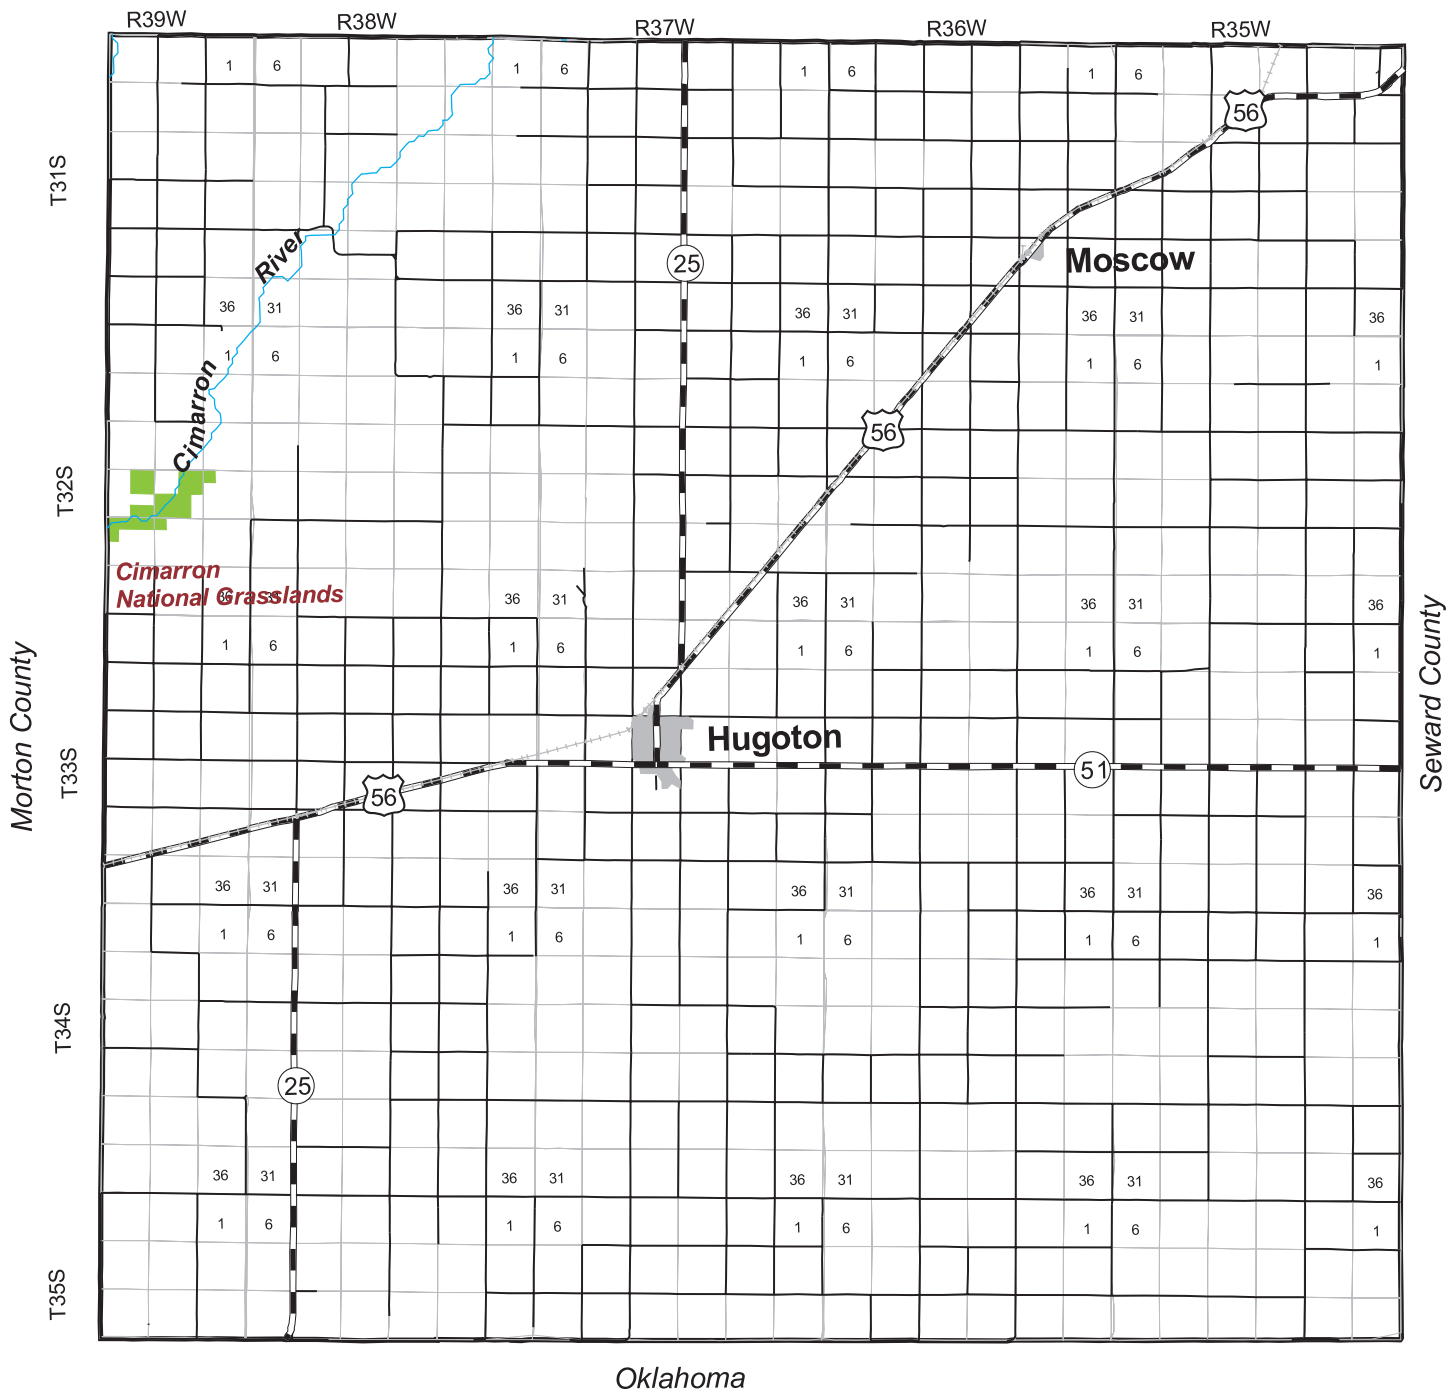 R39W R38W R37W R36W R35W
1 6 1 6 1 6 1 6 1
56
T31S
River
25
Moscow
36 31 36 31 36 31 36 31 36
1 6 1 6 1 6 1 6 1
Cimarron
56
T32S
Cimarron
National Grasslands
36 31 36 31 36 31 36 31 36
1 6 1 6 1 6 1 6 1
Morton County
Seward County
Hugoton
T33S
51
56
36 31 36 31 36 31 36 31 36
1 6 1 6 1 6 1 6 1
T34S
25
36 31 36 31 36 31 36 31 36
1 6 1 6 1 6 1 6 1
T35S
Oklahoma